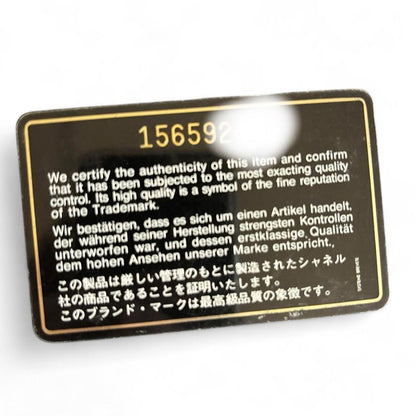 156592
We certify the authenticity of this item and confirm
that it has been subjected to the most exacting quality
control. Its high quality is a symbol of the fine reputation
of the Trademark.
Wir bestätigen, dass es sich um einen Artikel handelt,
der während seiner Herstellung strengsten Kontrollen
unterworfen war, und dessen erstklassige Qualität
dem hohen Ansehen unserer Marke entspricht.
この製品は厳しい管理のもとに製造されたシャネル
社の商品であることを証明いたします。
このブランド・マークは最高級品質の象徴です。